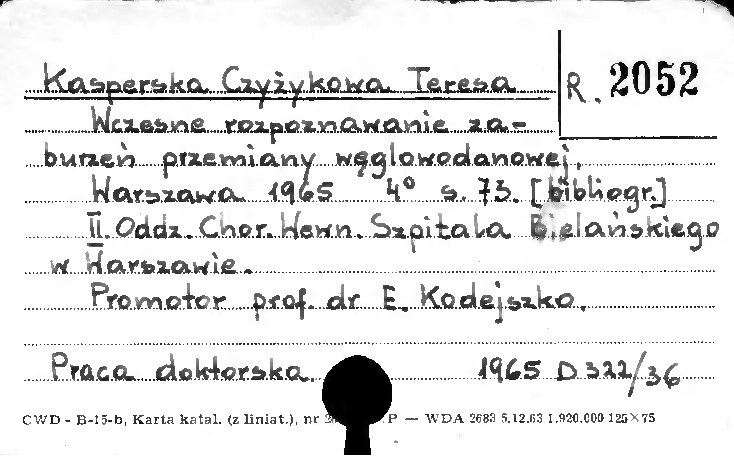 Kasperska Czyżykowa Teresa
R. 2052
Wczesne rozpoznawanie za-
burzeń przemiany węglowodanowej.
Warszawa 1965 4° s. 73. [bibliogr.]
II. Oddz. Chor. Wewn. Szpitala Bielańskiego
w Warszawie.
Promotor prof. dr E. Kodejszko.
Praca doktorska. 1965 D 322/36
CWD - B-15-b, Karta katal. (z liniat.), nr P — WDA 2683 5.12.63 1.920.000 125×75